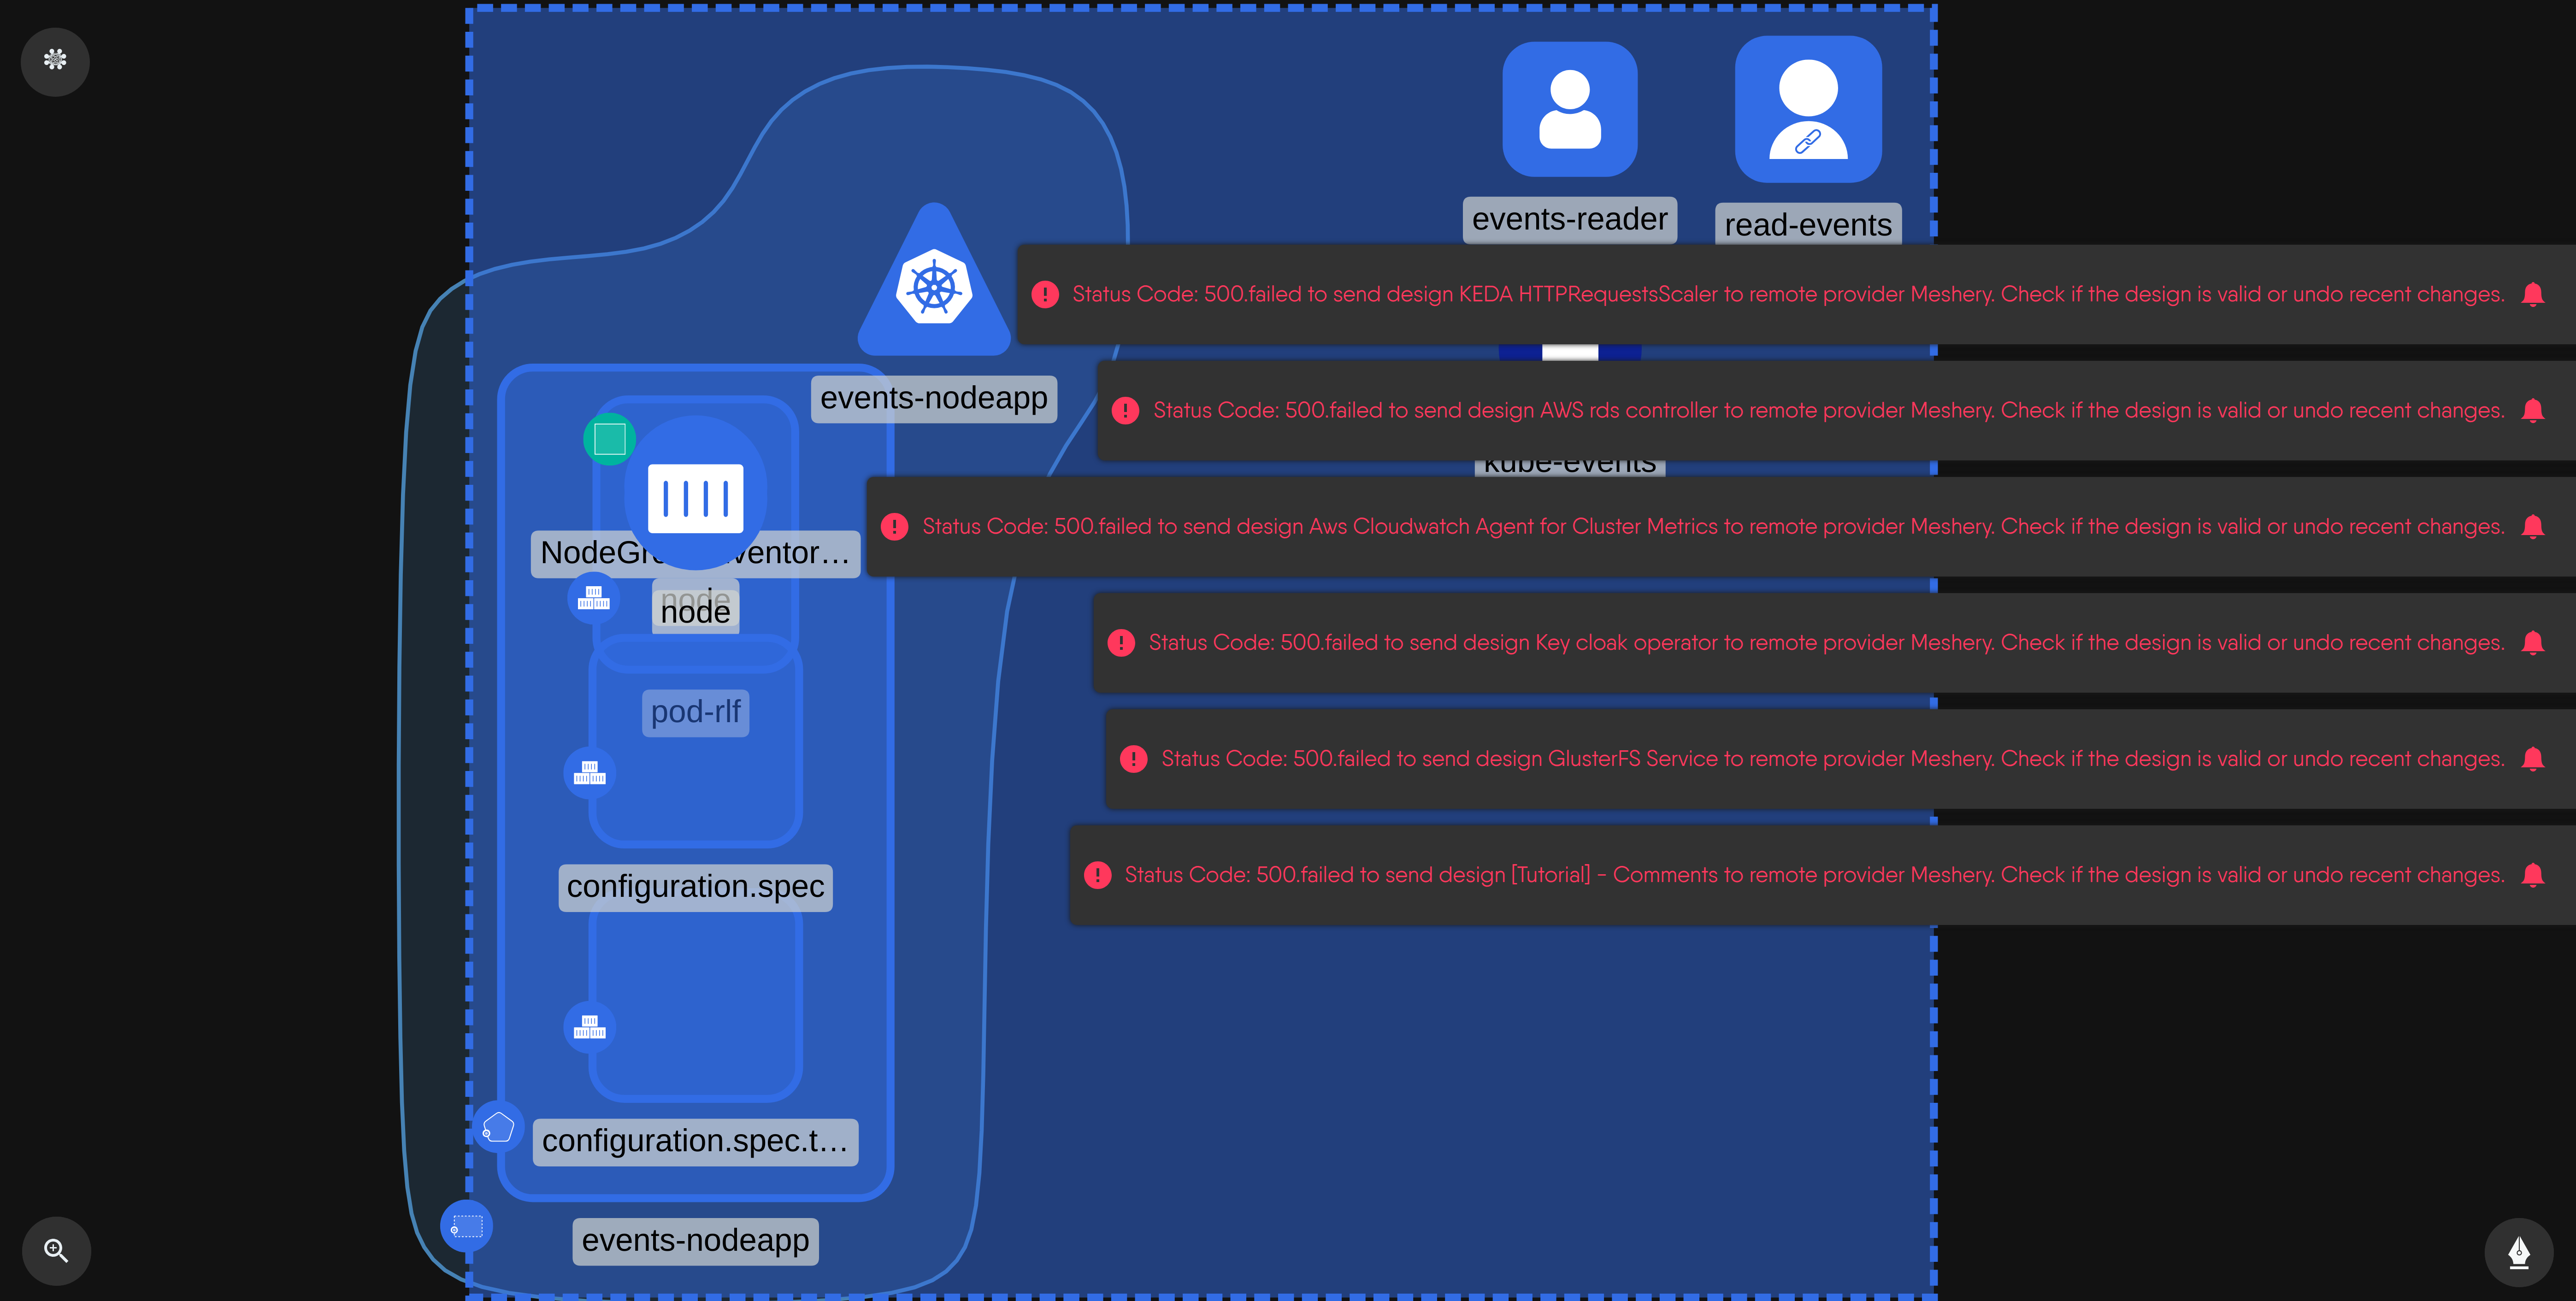 events-reader
read-events
Status Code: 500.failed to send design KEDA HTTPRequestsScaler to remote provider Meshery. Check if the design is valid or undo recent changes.
events-nodeapp
Status Code: 500.failed to send design AWS rds controller to remote provider Meshery. Check if the design is valid or undo recent changes.
kube-events
Status Code: 500.failed to send design Aws Cloudwatch Agent for Cluster Metrics to remote provider Meshery. Check if the design is valid or undo recent changes.
node
node
Status Code: 500.failed to send design Key cloak operator to remote provider Meshery. Check if the design is valid or undo recent changes.
pod-rlf
Status Code: 500.failed to send design GlusterFS Service to remote provider Meshery. Check if the design is valid or undo recent changes.
configuration.spec
Status Code: 500.failed to send design [Tutorial] - Comments to remote provider Meshery. Check if the design is valid or undo recent changes.
configuration.spec.t...
events-nodeapp